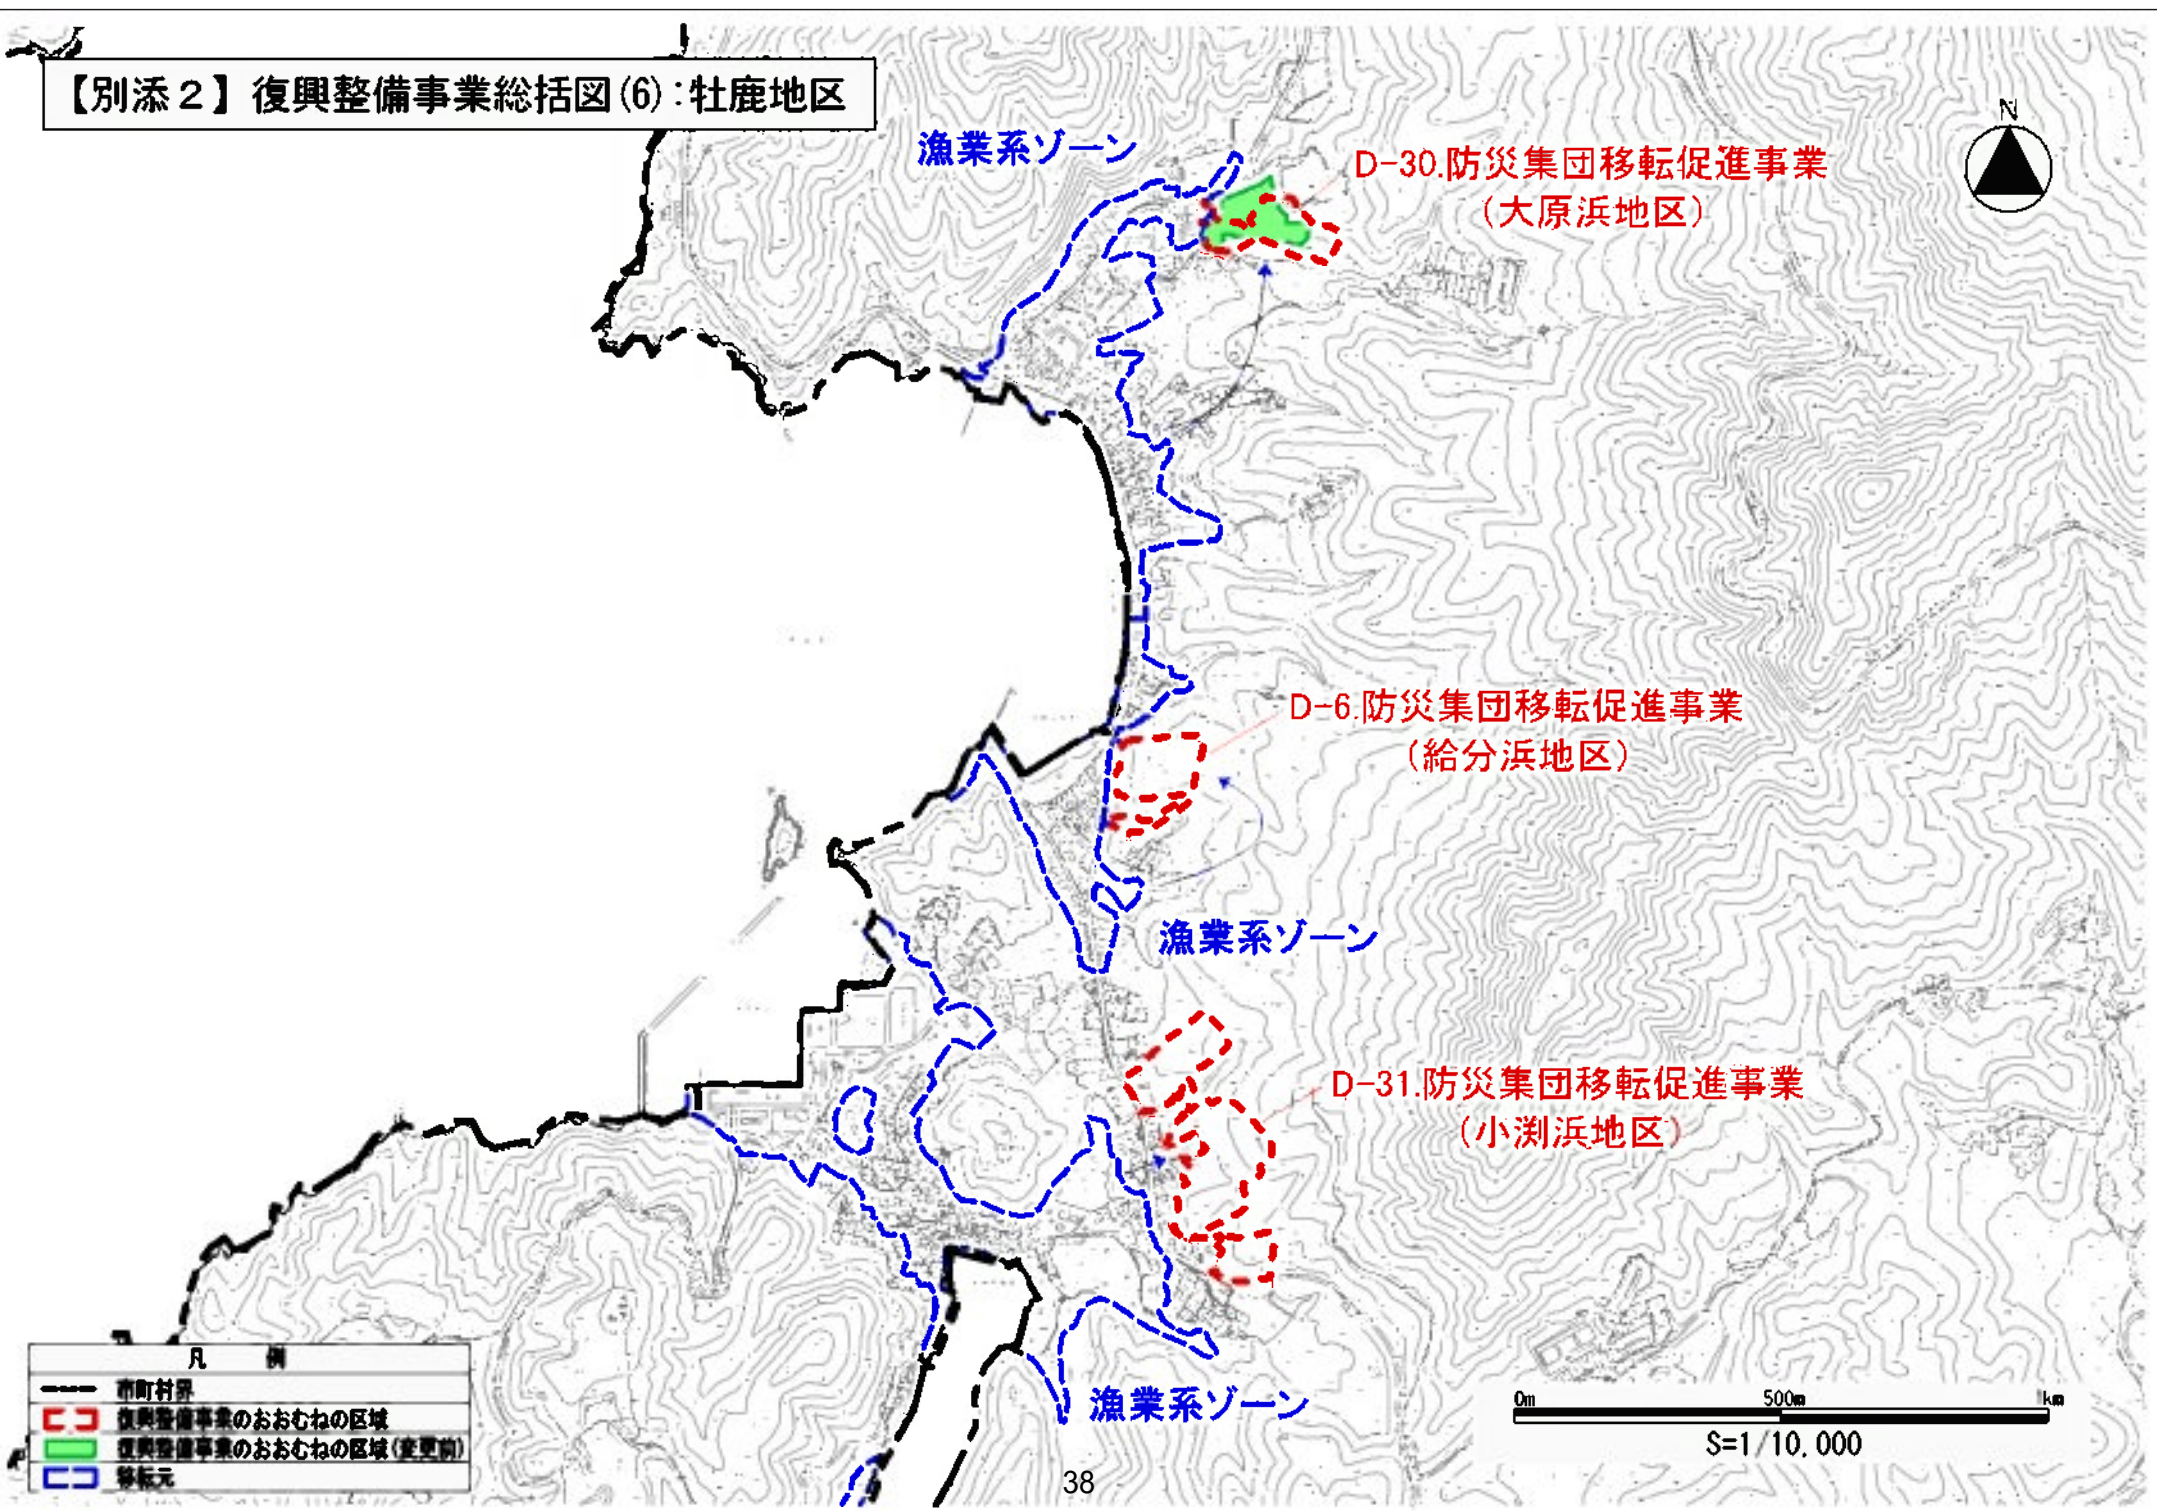 【別添２】復興整備事業総括図(6):牡鹿地区
N
漁業系ゾーン
D-30.防災集団移転促進事業
(大原浜地区)
D-6.防災集団移転促進事業
(給分浜地区)
漁業系ゾーン
D-31.防災集団移転促進事業
(小渕浜地区)
漁業系ゾーン
凡 例
市町村界
復興整備事業のおおむねの区域
復興整備事業のおおむねの区域(変更前)
移転元
0m 500m 1km
S=1/10,000
38